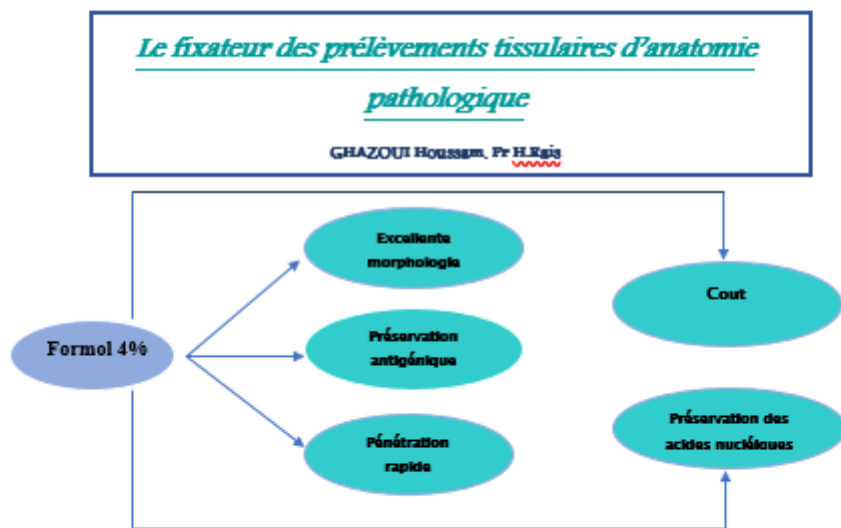 Le fixateur des prélèvements tissulaires d'anatomie
pathologique
GHAZOUI Houssam, Pr H.Rais
Excellente
morphologie
Cout
Formol 4%
Préservation
antigénique
Préservation des
acides nucléiques
Pénétration
rapide